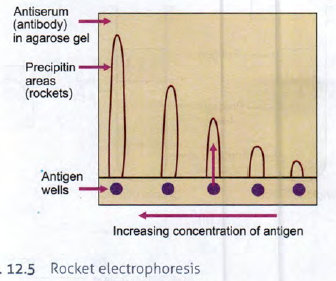 Antiserum
(antibody)
in agarose gel
Precipitin
areas
(rockets)
Antigen
wells
Increasing concentration of antigen
. 12.5 Rocket electrophoresis